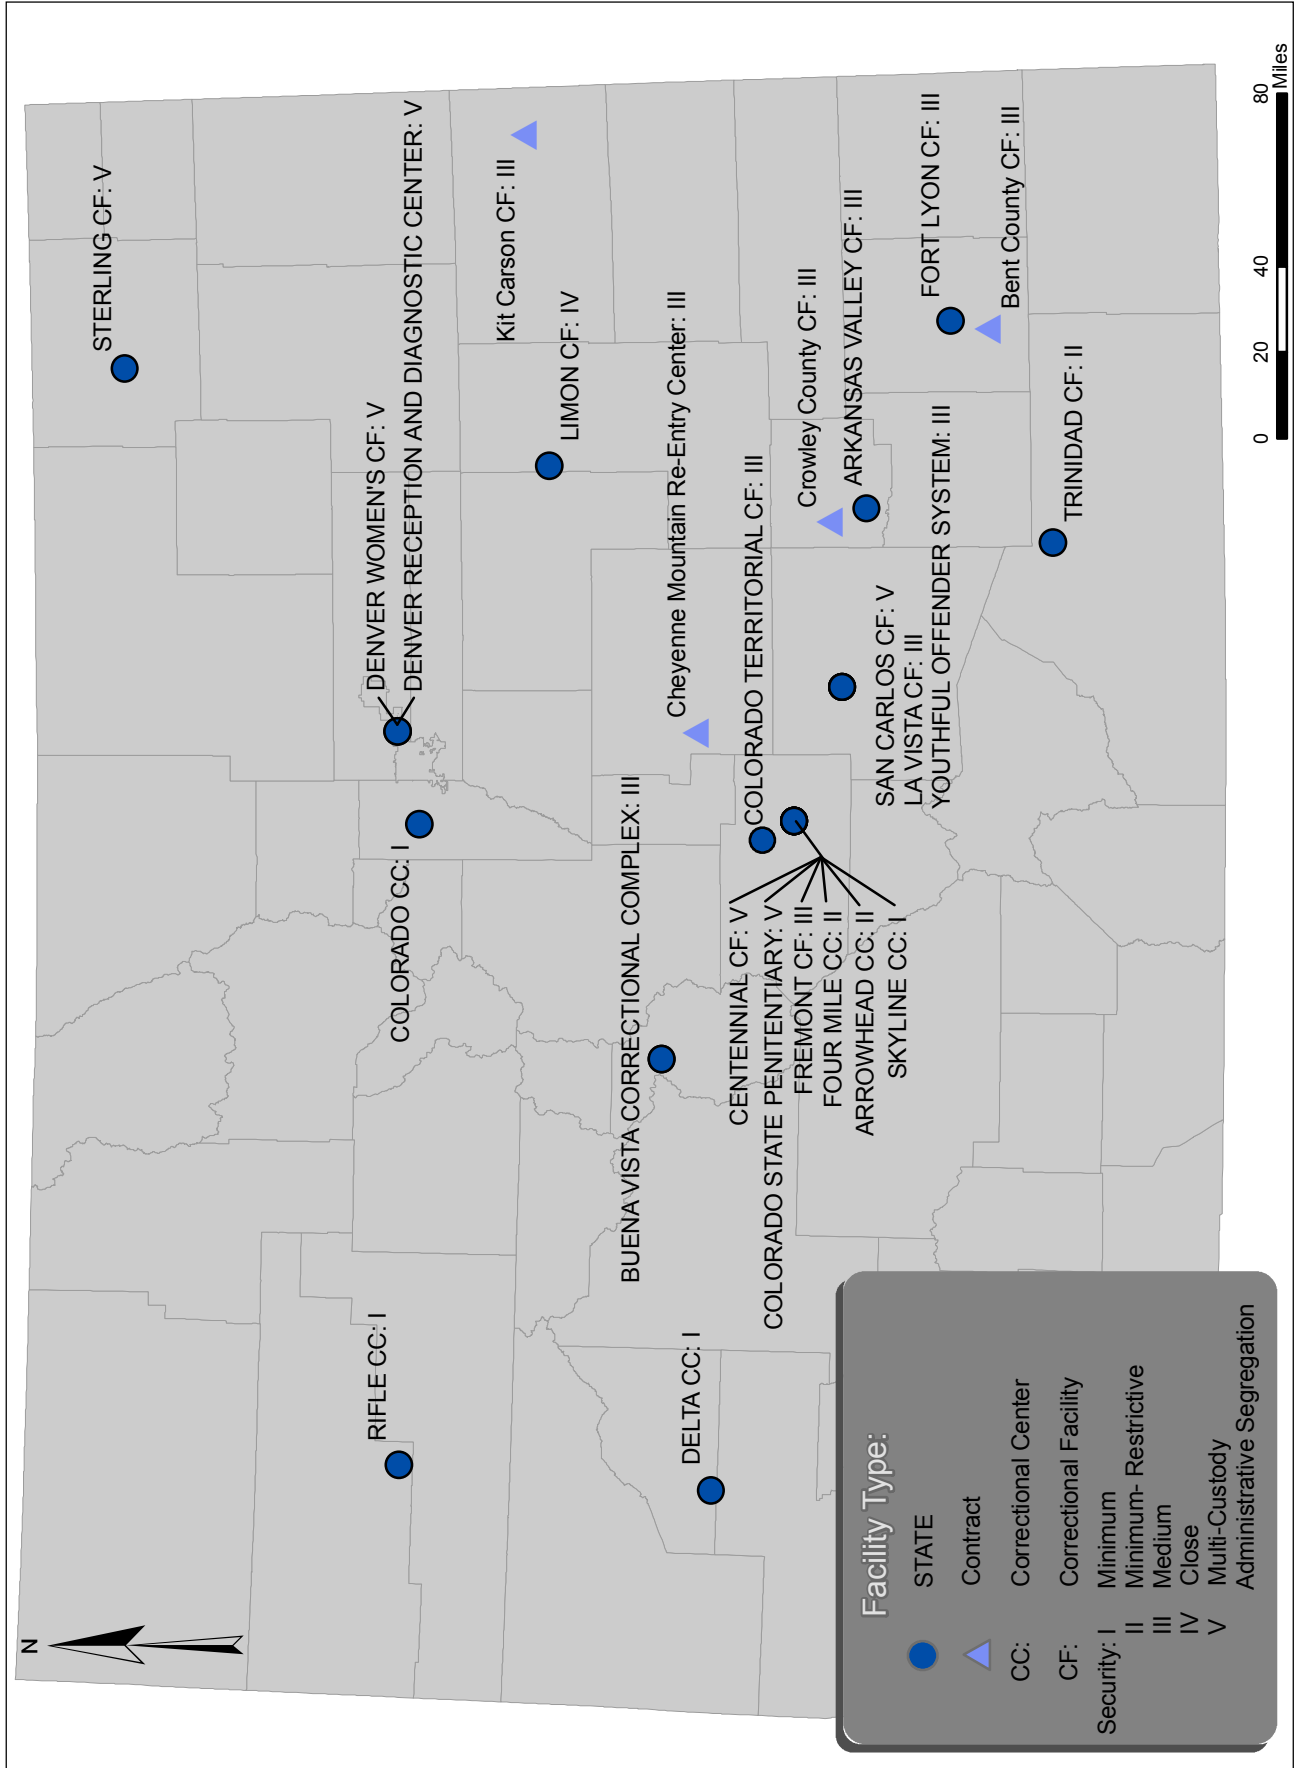 N
STERLING CF: V
DENVER WOMEN'S CF: V
DENVER RECEPTION AND DIAGNOSTIC CENTER: V
COLORADO CC: I
RIFLE CC: I
Kit Carson CF: III
LIMON CF: IV
BUENA VISTA CORRECTIONAL COMPLEX: III
Cheyenne Mountain Re-Entry Center: III
DELTA CC: I
COLORADO TERRITORIAL CF: III
CENTENNIAL CF: V
COLORADO STATE PENITENTIARY: V
FREMONT CF: III
FOUR MILE CC: II
ARROWHEAD CC: II
SKYLINE CC: I
Crowley County CF: III
ARKANSAS VALLEY CF: III
SAN CARLOS CF: V
LA VISTA CF: III
YOUTHFUL OFFENDER SYSTEM: III
FORT LYON CF: III
Bent County CF: III
TRINIDAD CF: II
Facility Type:
STATE
Contract
CC: Correctional Center
CF: Correctional Facility
Security: I Minimum
II Minimum- Restrictive
III Medium
IV Close
V Multi-Custody
Administrative Segregation
0 20 40 80
Miles